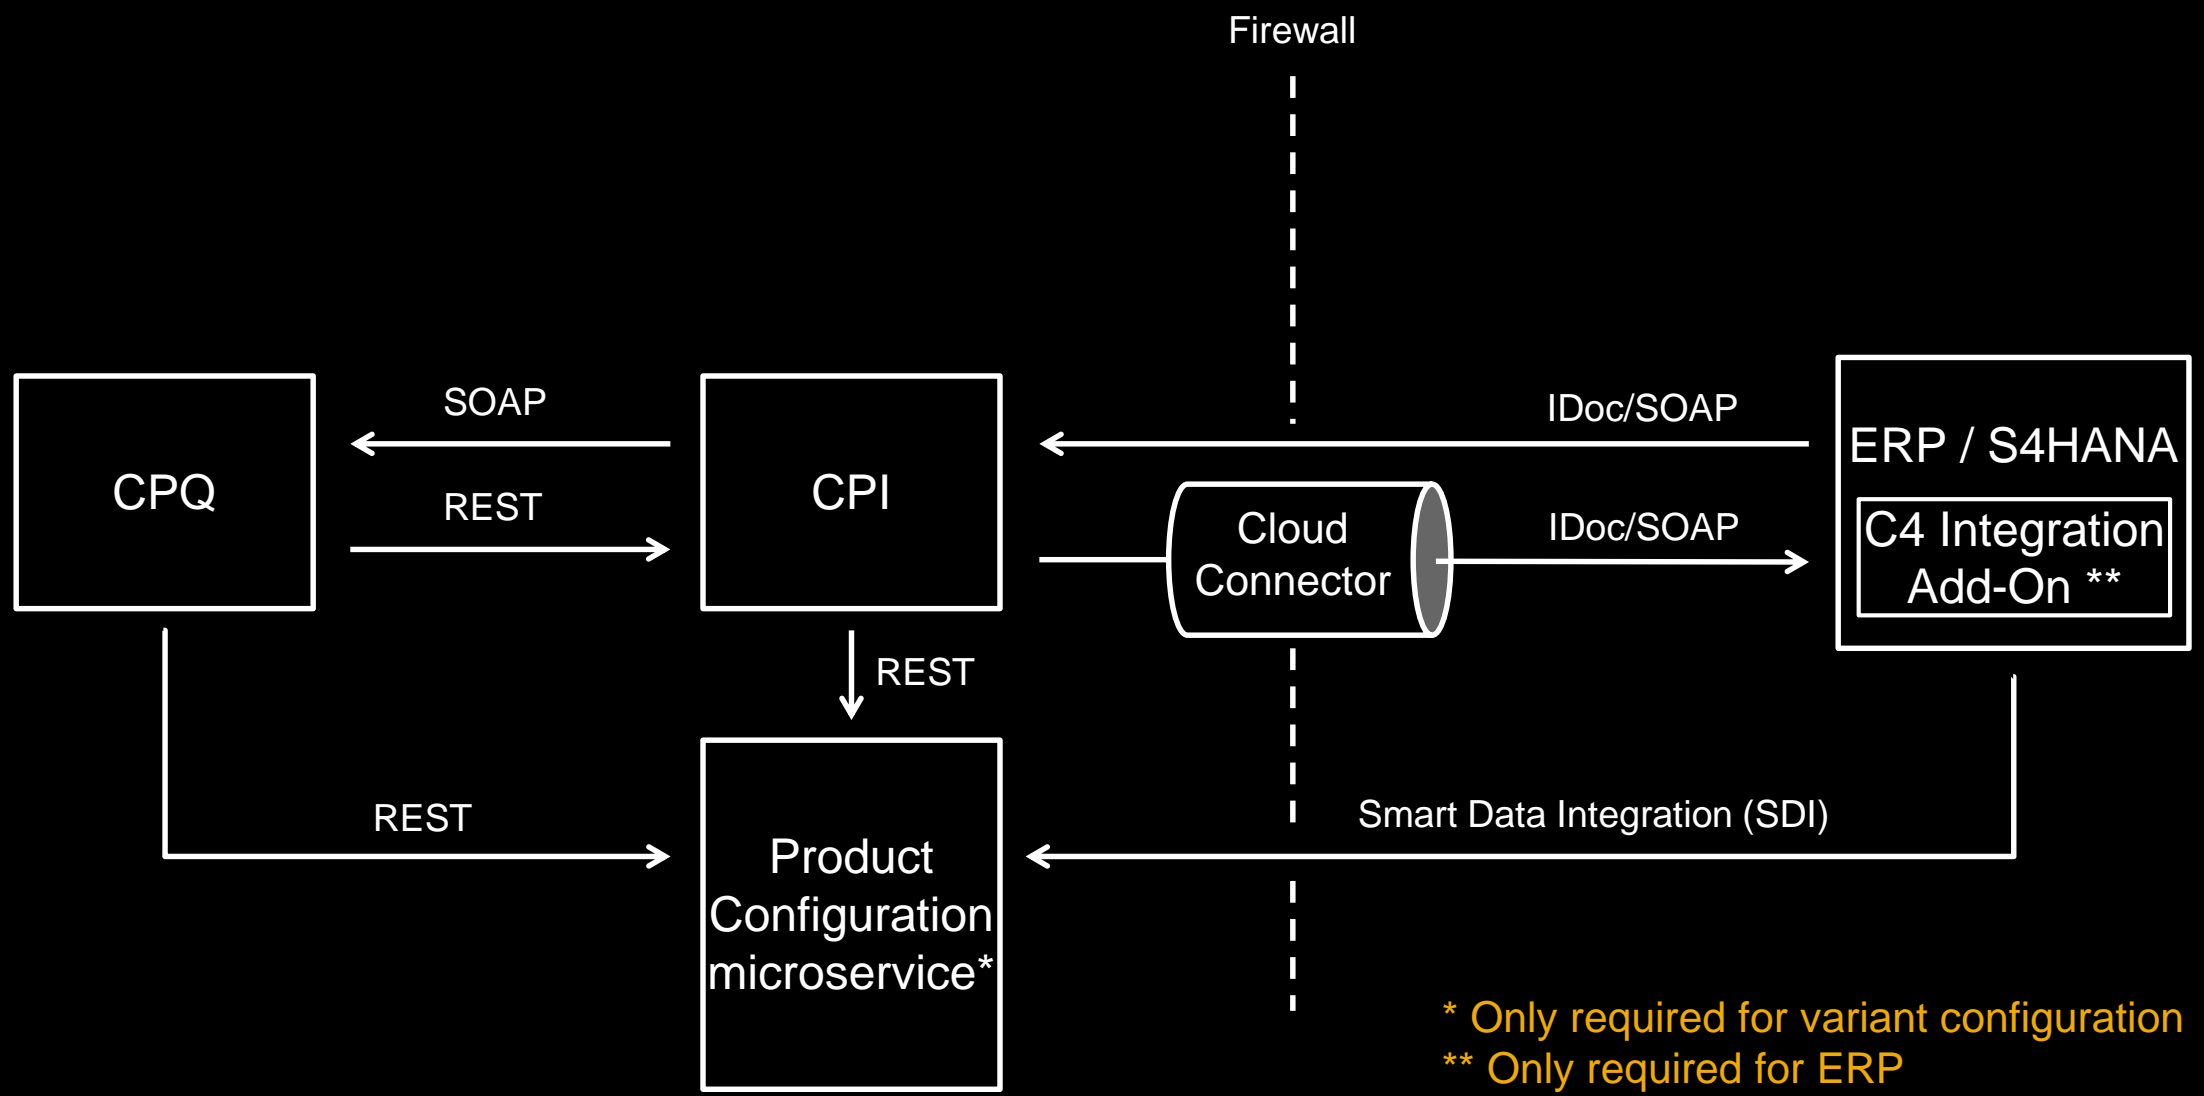 Firewall
SOAP
IDoc/SOAP
ERP / S4HANA
CPQ
CPI
REST
Cloud
Connector
IDoc/SOAP
C4 Integration
Add-On **
REST
REST
Smart Data Integration (SDI)
Product
Configuration
microservice*
* Only required for variant configuration
** Only required for ERP